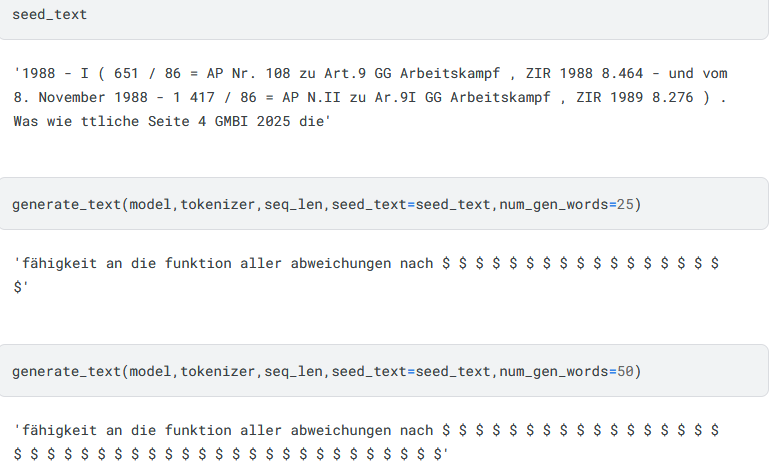 seed_text
'1988 - I ( 651 / 86 = AP Nr. 108 zu Art.9 GG Arbeitskampf , ZIR 1988 8.464 - und vom
8. November 1988 - 1 417 / 86 = AP N.II zu Ar.9I GG Arbeitskampf , ZIR 1989 8.276 ) .
Was wie ttliche Seite 4 GMBI 2025 die'
generate_text(model,tokenizer,seq_len,seed_text=seed_text,num_gen_words=25)
'fähigkeit an die funktion aller abweichungen nach $ $ $ $ $ $ $ $ $ $ $ $ $ $ $ $ $
$'
generate_text(model,tokenizer,seq_len,seed_text=seed_text,num_gen_words=50)
'fähigkeit an die funktion aller abweichungen nach $ $ $ $ $ $ $ $ $ $ $ $ $ $ $ $ $
$ $ $ $ $ $ $ $ $ $ $ $ $ $ $ $ $ $ $ $ $ $ $ $ $ $'